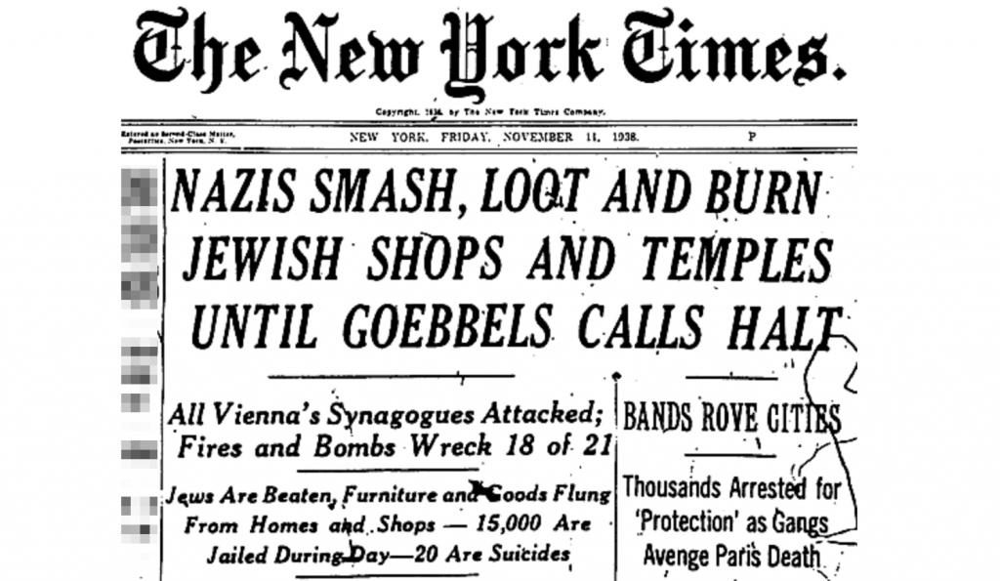 The New York Times.
Copyright, 1938, by The New York Times Company.
Entered as Second-Class Matter,
Postoffice, New York, N. Y.
NEW YORK, FRIDAY, NOVEMBER 11, 1938.
P
NAZIS SMASH, LOOT AND BURN
JEWISH SHOPS AND TEMPLES
UNTIL GOEBBELS CALLS HALT
All Vienna's Synagogues Attacked;
Fires and Bombs Wreck 18 of 21
Jews Are Beaten, Furniture and Goods Flung
From Homes and Shops — 15,000 Are
Jailed During Day—20 Are Suicides
BANDS ROVE CITIES
Thousands Arrested for
'Protection' as Gangs
Avenge Paris Death